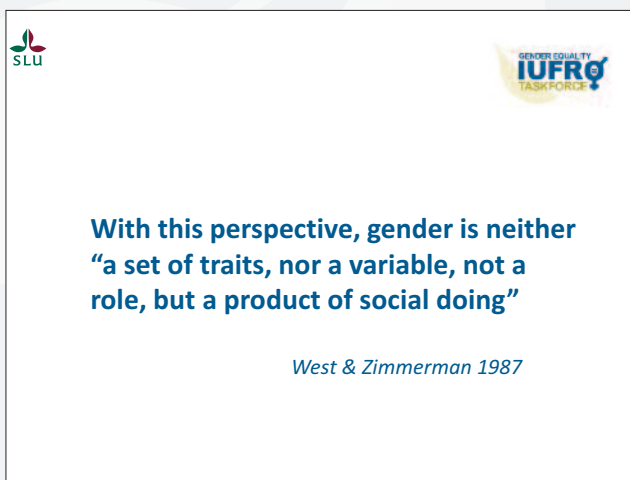 SLU
GENDER EQUALITY
IUFRO
TASKFORCE
With this perspective, gender is neither
“a set of traits, nor a variable, not a
role, but a product of social doing”
West & Zimmerman 1987